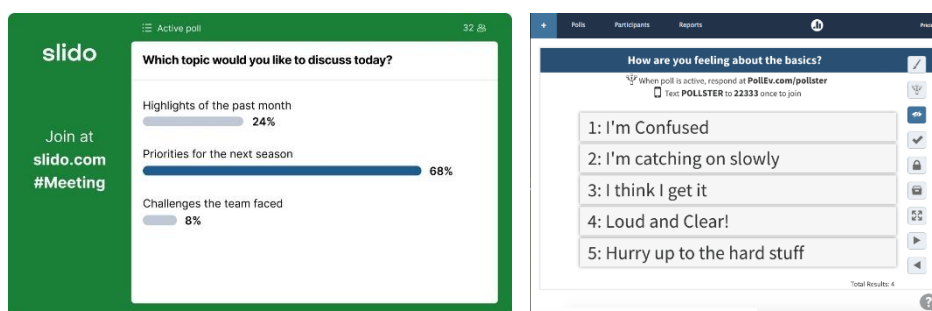 slido
Join at
slido.com
#Meeting
Active poll
32
Which topic would you like to discuss today?
Highlights of the past month
24%
Priorities for the next season
68%
Challenges the team faced
8%
+ Polls Participants Reports
How are you feeling about the basics?
When poll is active, respond at PollEv.com/pollster
Text POLLSTER to 22333 once to join
1: I'm Confused
2: I'm catching on slowly
3: I think I get it
4: Loud and Clear!
5: Hurry up to the hard stuff
Total Results: 4
?